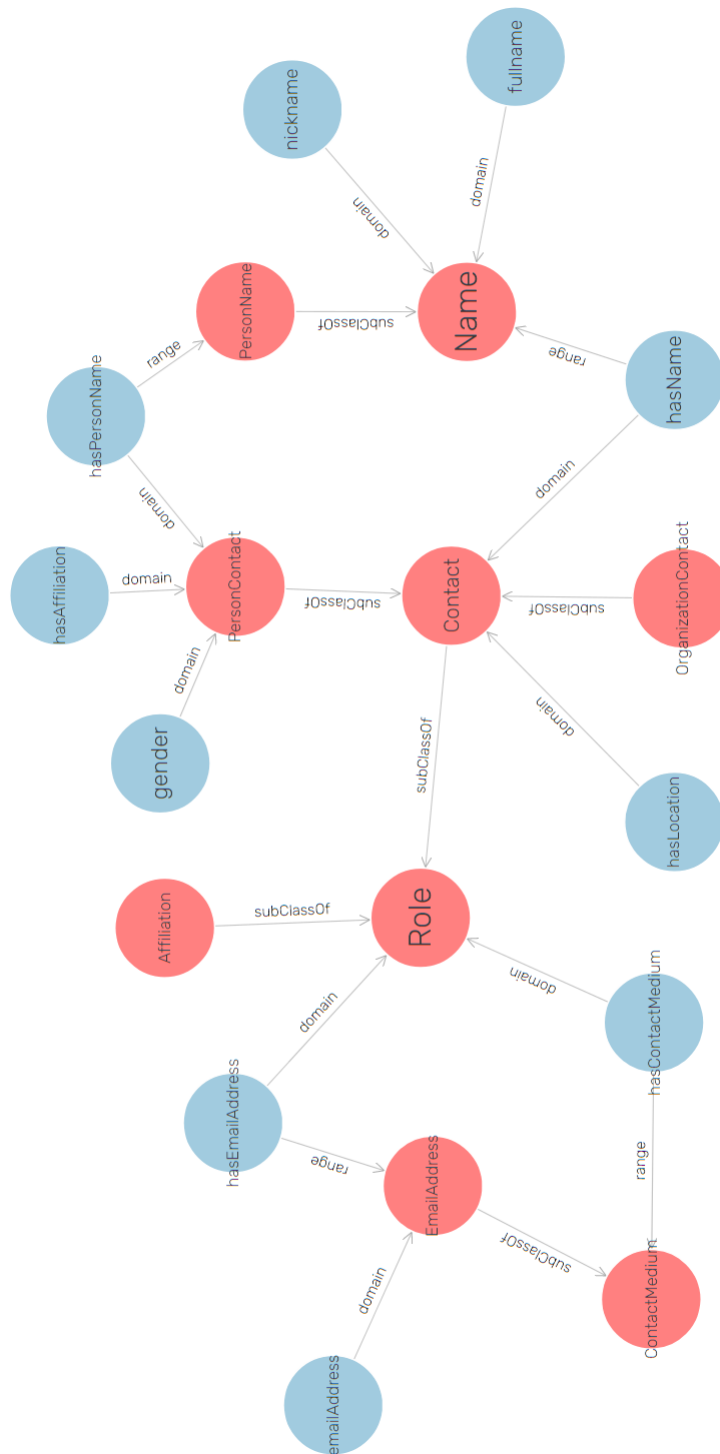 fullname
nickname
domain
domain
PersonName
subClassOf
Name
range
hasPersonName
range
hasName
domain
domain
hasAffiliation
domain
PersonContact
subClassOf
Contact
subClassOf
OrganizationContact
domain
gender
domain
hasLocation
subClassOf
Affiliation
subClassOf
Role
domain
hasContactMedium
domain
hasEmailAddress
range
EmailAddress
range
subClassOf
ContactMedium
domain
emailAddress